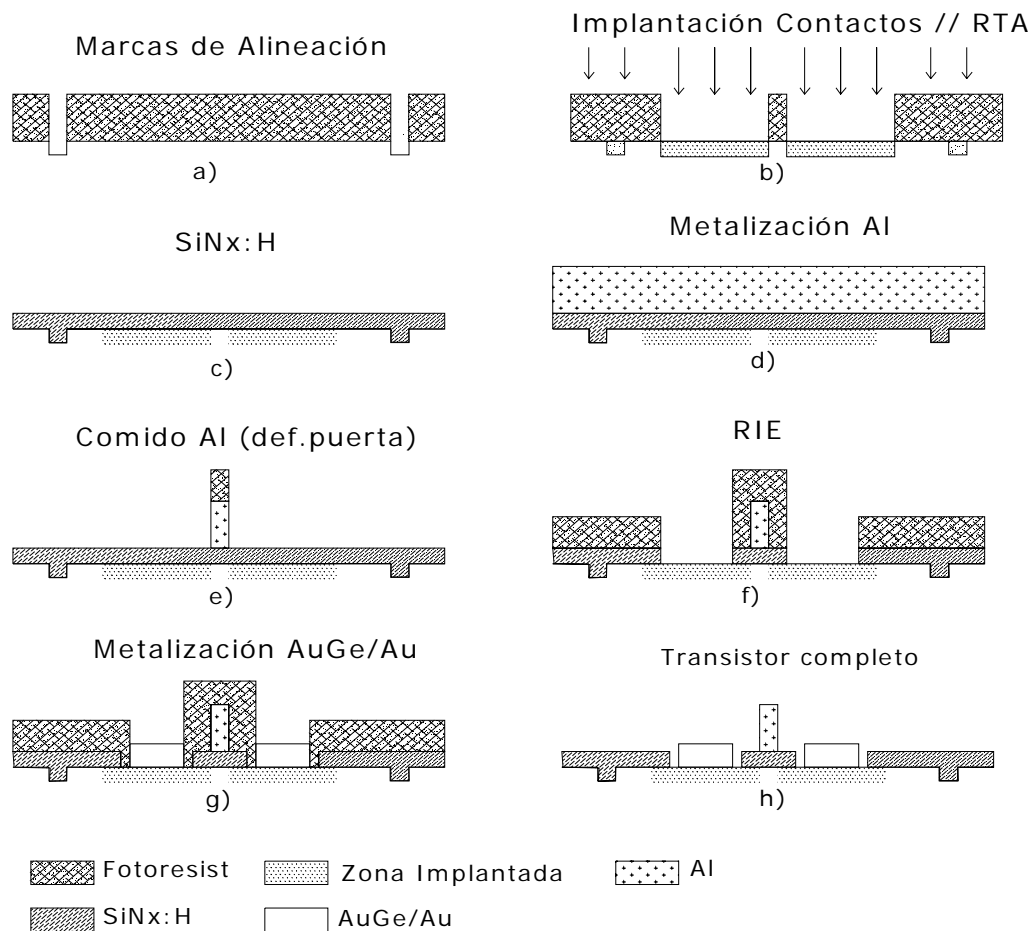 Marcas de Alineación
Implantación Contactos // RTA
a)
b)
SiNx:H
Metalización Al
c)
d)
Comido Al (def.puerta)
RIE
e)
f)
Metalización AuGe/Au
Transistor completo
g)
h)
Fotoresist
Zona Implantada
Al
SiNx:H
AuGe/Au